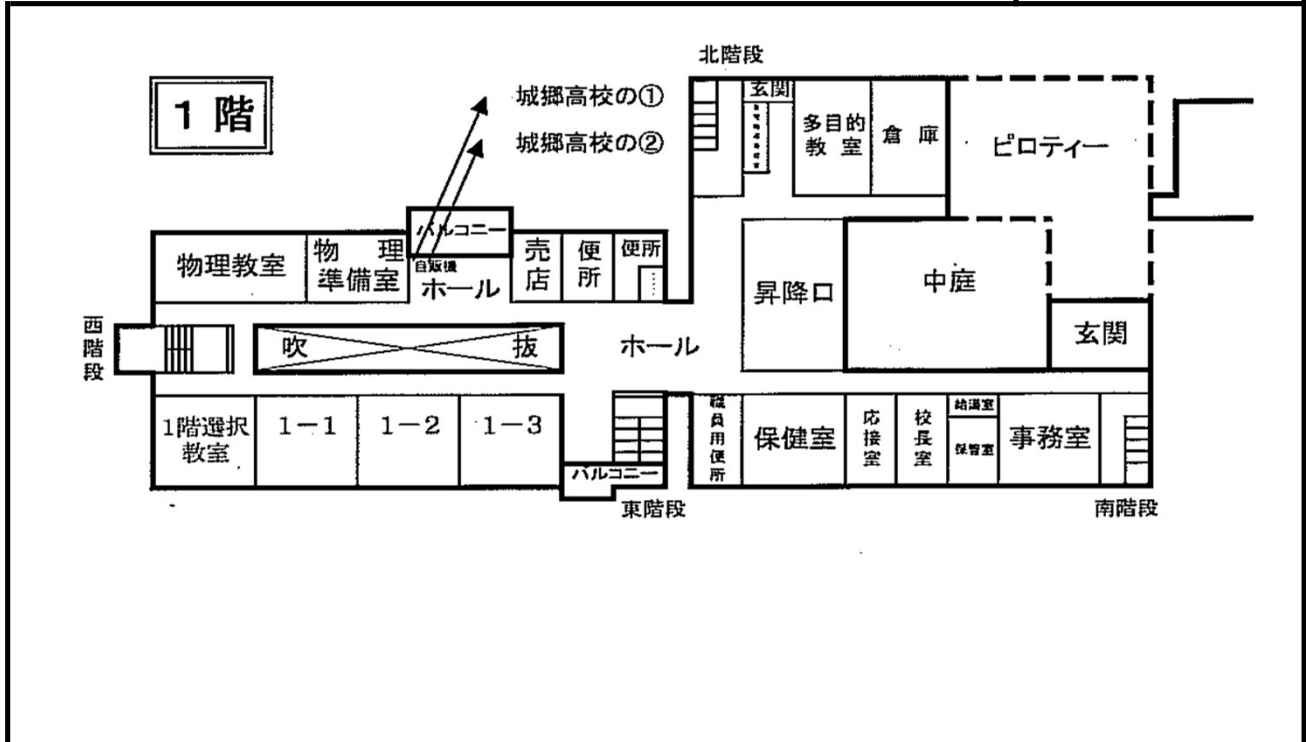 1階
城郷高校の①
城郷高校の②
北階段
玄関
多目的
教室
倉庫
ピロティー
バルコニー
物理教室
物理
準備室
自販機
ホール
売店
便所
便所
昇降口
中庭
玄関
西階段
吹抜
ホール
1階選択
教室
1-1
1-2
1-3
バルコニー
東階段
職員用便所
保健室
応接室
校長室
給湯室
保管室
事務室
南階段